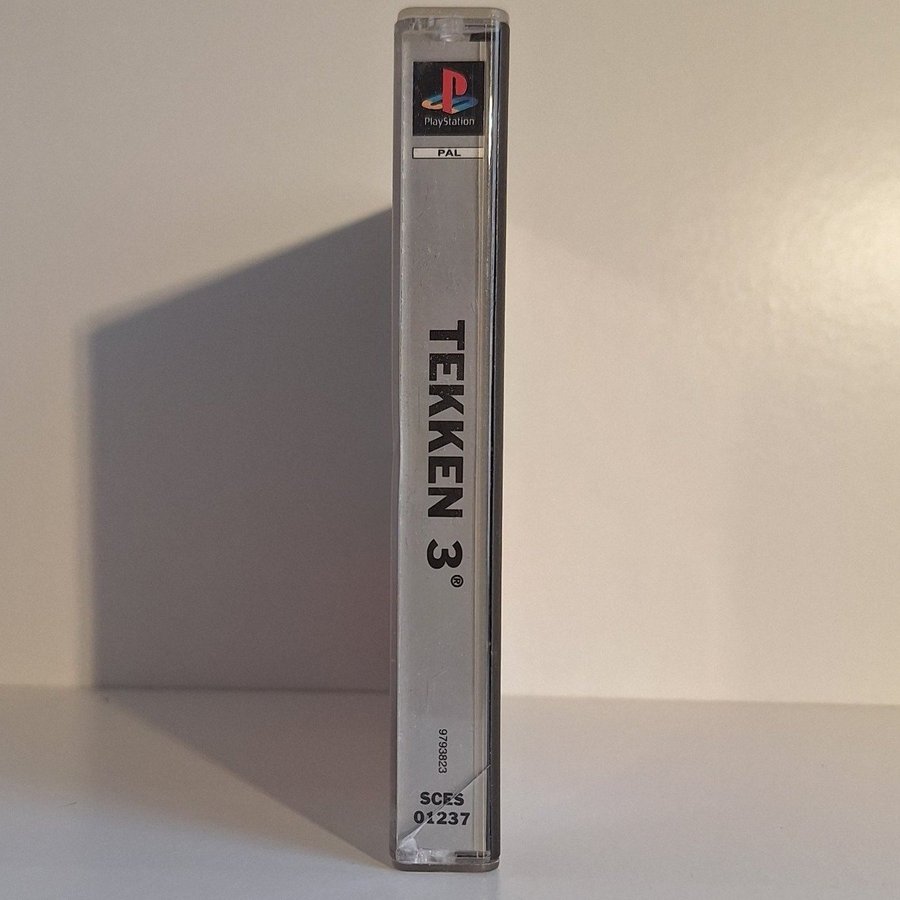 PlayStation
PAL
TEKKEN 3®
9793823
SCES
01237